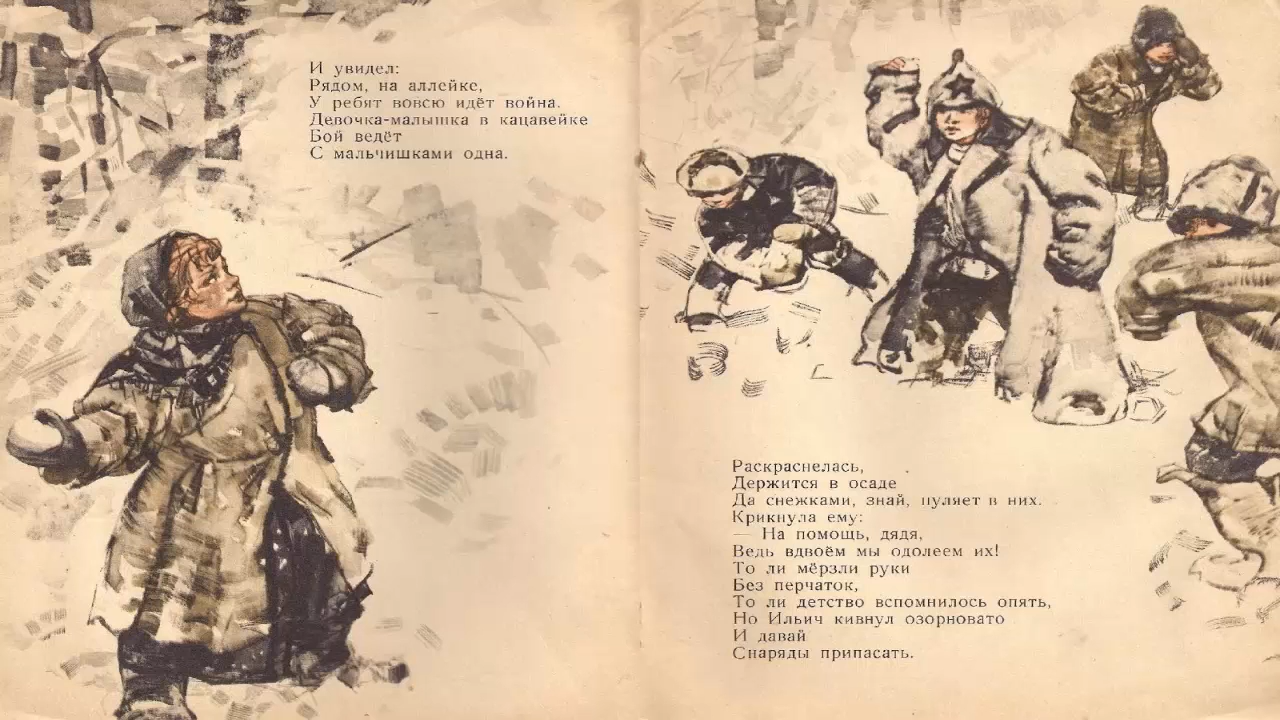 И увидел:
Рядом, на аллейке,
У ребят вовсю идёт война.
Девочка-малышка в кацавейке
Бой ведёт
С мальчишками одна.
Раскраснелась,
Держится в осаде
Да снежками, знай, пуляет в них.
Крикнула ему:
— На помощь, дядя,
Ведь вдвоём мы одолеем их!
То ли мёрзли руки
Без перчаток,
То ли детство вспомнилось опять,
Но Ильич кивнул озорновато
И давай
Снаряды припасать.